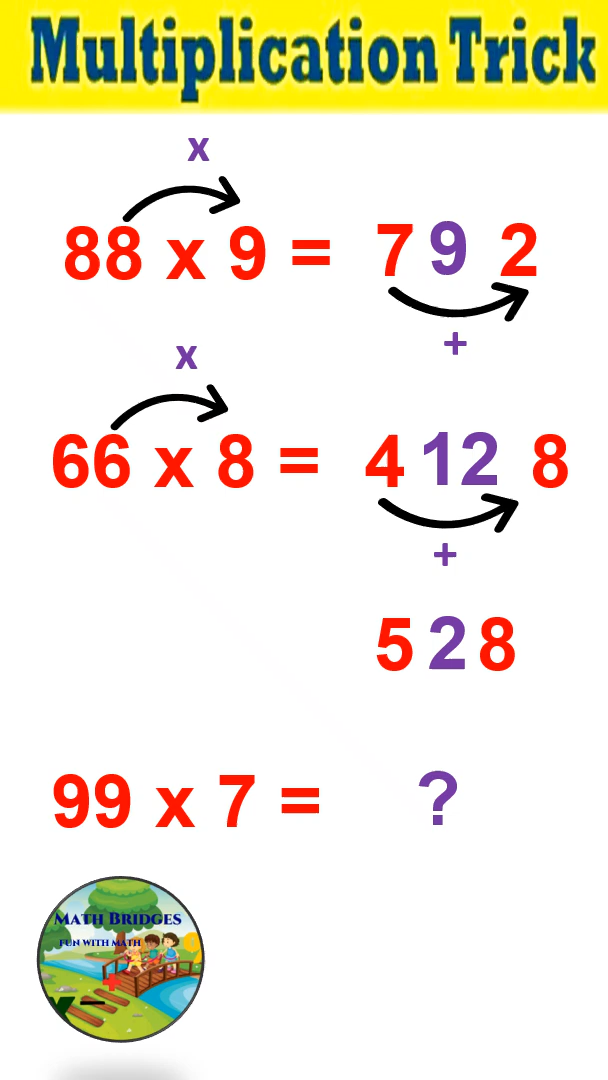 Multiplication Trick
x
88 x 9 = 7 9 2
+
x
66 x 8 = 4 12 8
+
5 2 8
99 x 7 = ?
MATH BRIDGES
FUN WITH MATH
+
x −